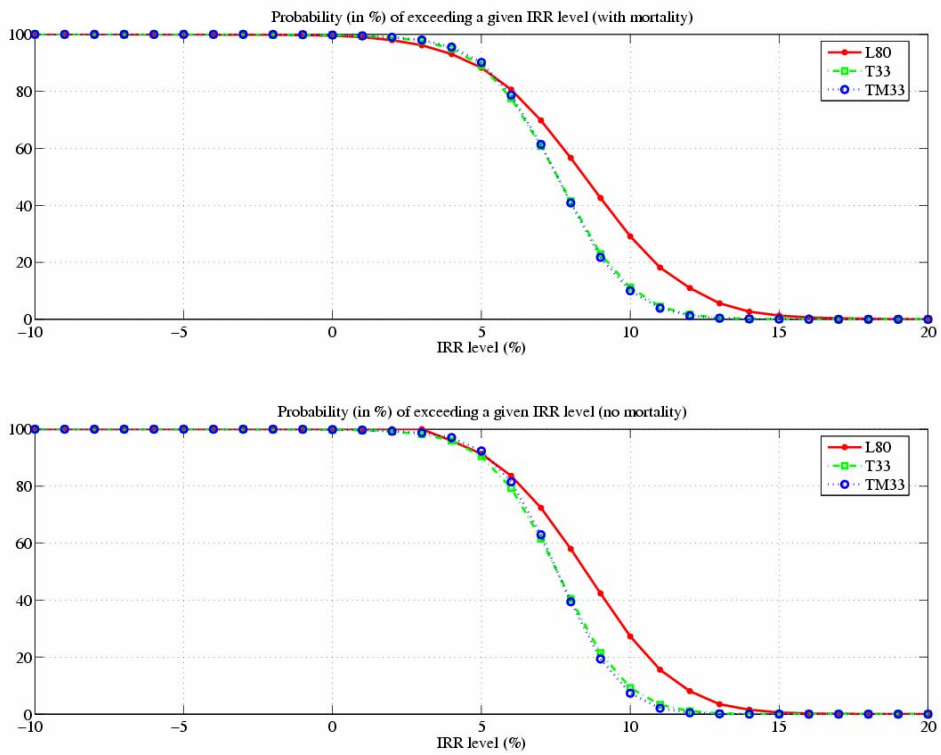 Probability (in %) of exceeding a given IRR level (with mortality)
100
80
60
40
20
0
L80
T33
TM33
−10 −5 0 5 10 15 20
IRR level (%)
Probability (in %) of exceeding a given IRR level (no mortality)
100
80
60
40
20
0
L80
T33
TM33
−10 −5 0 5 10 15 20
IRR level (%)